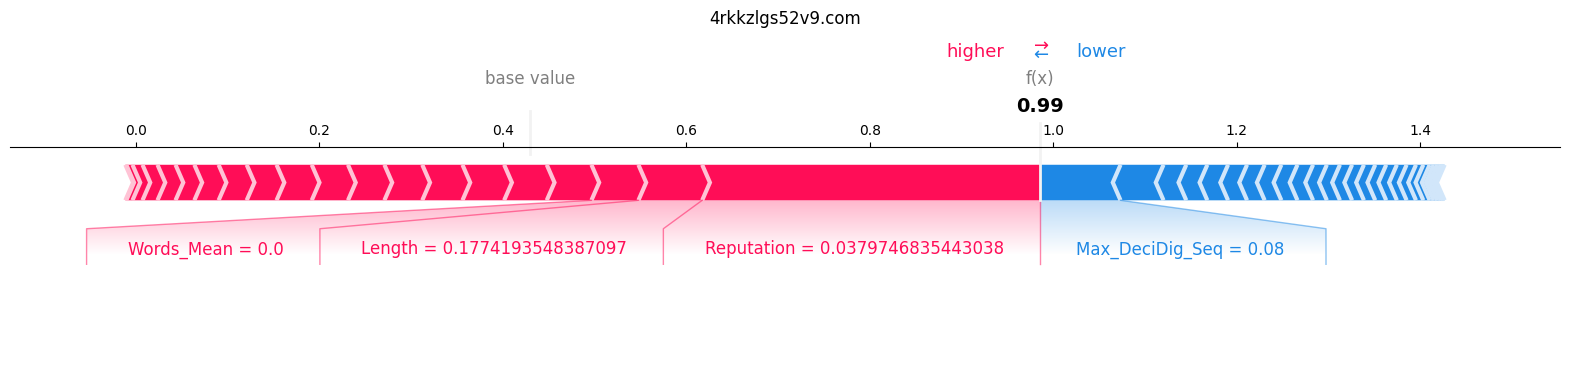 4rkkzlgs52v9.com
higher ⇄ lower
base value f(x)
0.99
0.0 0.2 0.4 0.6 0.8 1.0 1.2 1.4
Words_Mean = 0.0 Length = 0.1774193548387097 Reputation = 0.0379746835443038 Max_DeciDig_Seq = 0.08